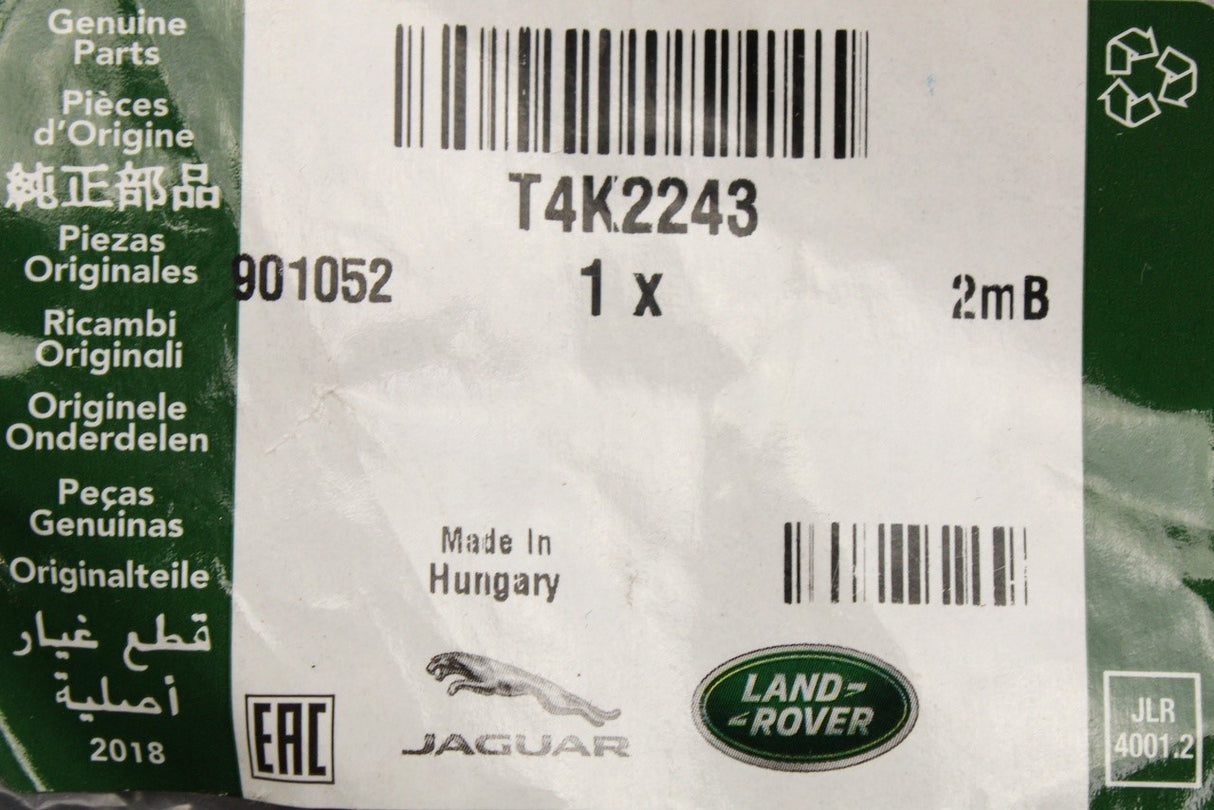 Genuine
Parts
Pièces
d'Origine
純正部品
Piezas
Originales
Ricambi
Originali
Originele
Onderdelen
Peças
Genuinas
Originalteile
قطع غيار
أصلية
2018
T4K2243
901052
1 x
2mB
Made In
Hungary
EAC
JAGUAR
LAND-
-ROVER
JLR
4001.2